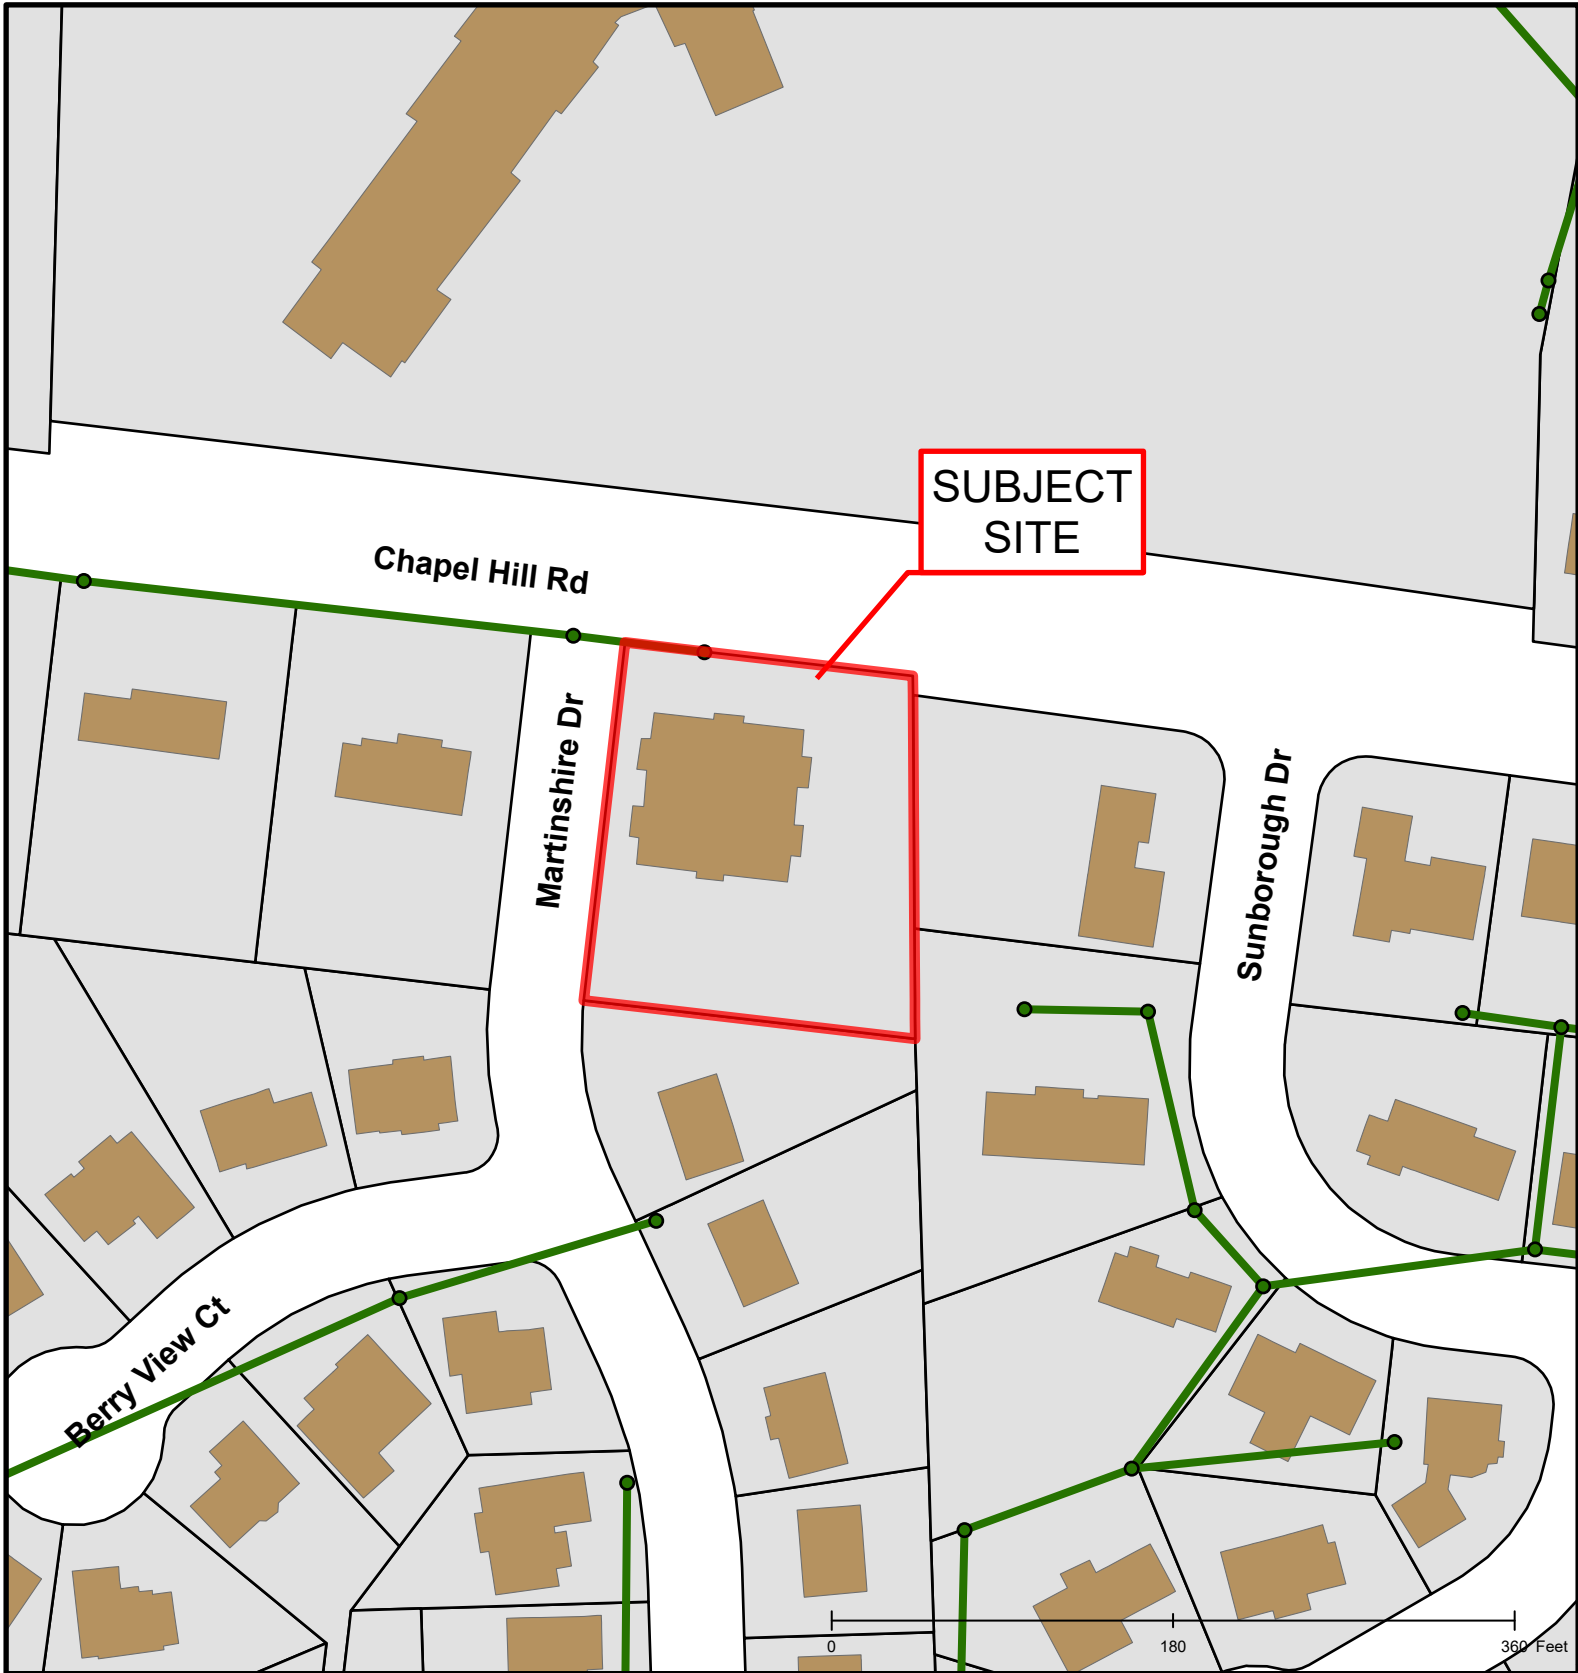 SUBJECT
SITE
Chapel Hill Rd
Martinshire Dr
Sunborough Dr
Berry View Ct
0 180 360 Feet